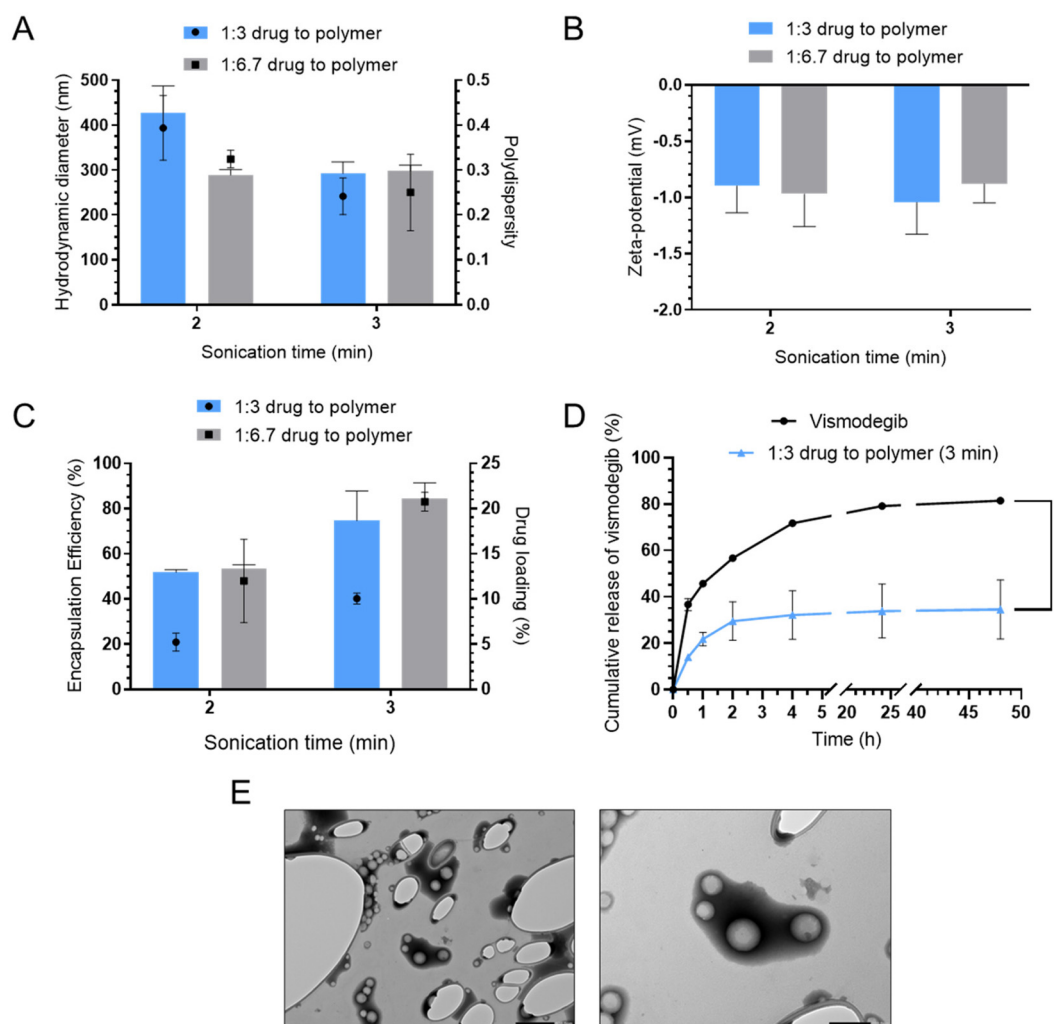 A
1:3 drug to polymer
1:6.7 drug to polymer
Hydrodynamic diameter (nm)
500
400
300
200
100
0
0.5
0.4
0.3
0.2
0.1
0.0
Polydispersity
2
3
Sonication time (min)
B
1:3 drug to polymer
1:6.7 drug to polymer
Zeta-potential (mV)
0.0
-0.5
-1.0
-1.5
-2.0
2
3
Sonication time (min)
C
1:3 drug to polymer
1:6.7 drug to polymer
Encapsulation Efficiency (%)
100
80
60
40
20
0
25
20
15
10
5
0
Drug loading (%)
2
3
Sonication time (min)
D
Vismodegib
1:3 drug to polymer (3 min)
Cumulative release of vismodegib (%)
100
80
60
40
20
0
0 1 2 3 4 5 20 25 40 45 50
Time (h)
E